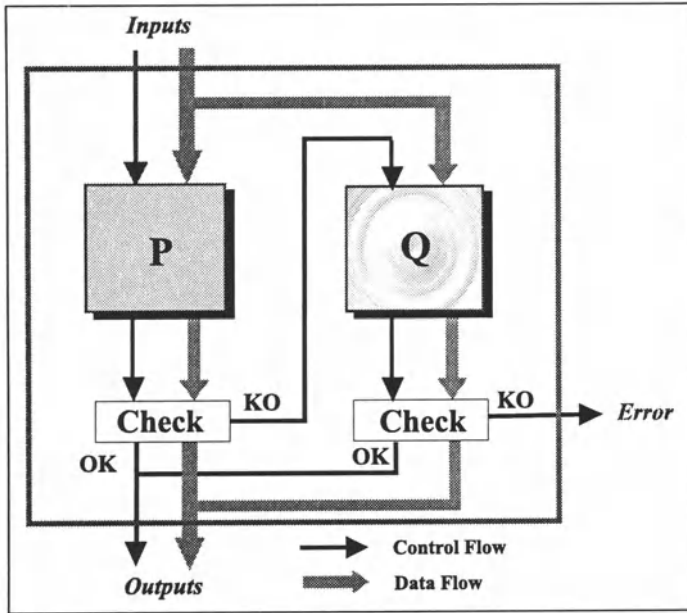 Inputs
P
Q
Check
KO
Check
KO
Error
OK
OK
Outputs
Control Flow
Data Flow